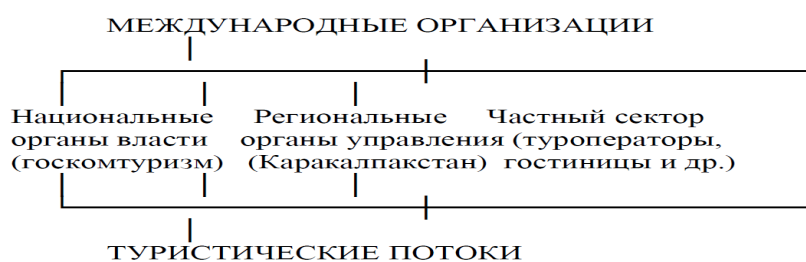 МЕЖДУНАРОДНЫЕ ОРГАНИЗАЦИИ
Национальные Региональные Частный сектор
органы власти органы управления (туроператоры,
(госкомтуризм) (Каракалпакстан) гостиницы и др.)
ТУРИСТИЧЕСКИЕ ПОТОКИ